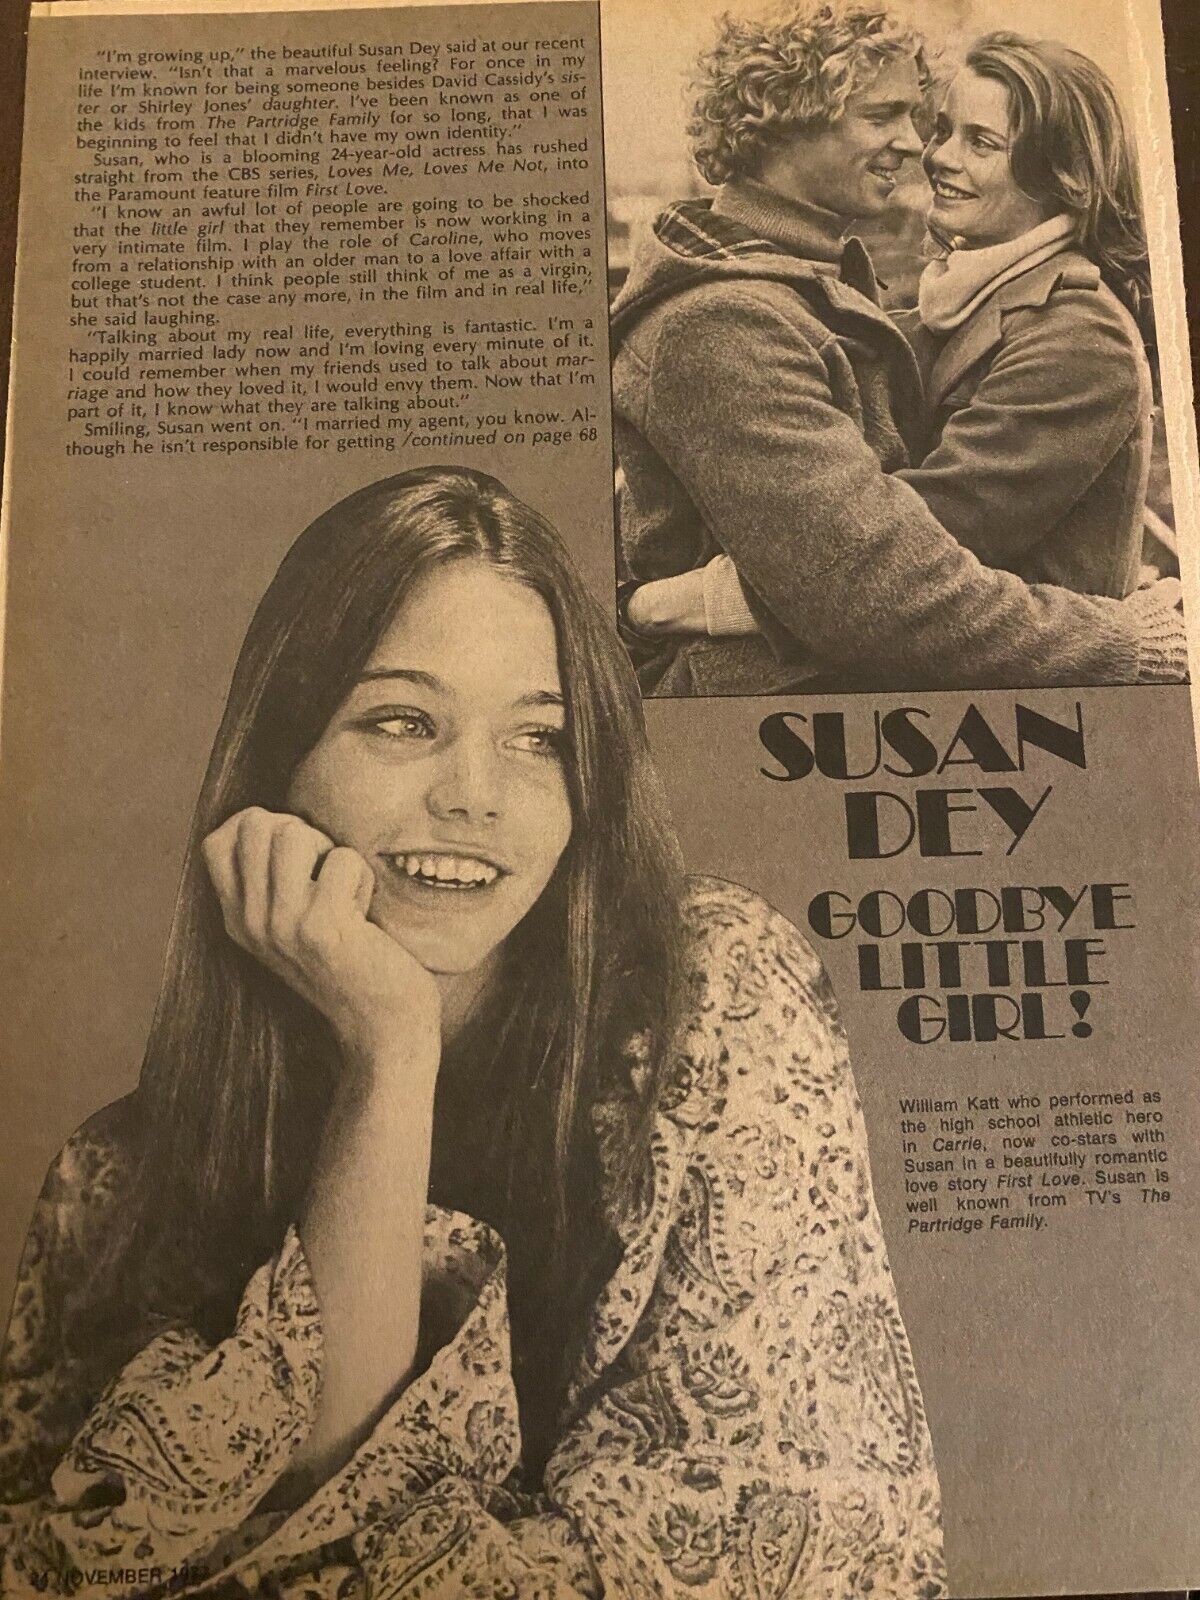 "I'm growing up," the beautiful Susan Dey said at our recent
interview. "Isn't that a marvelous feeling? For once in my
life I'm known for being someone besides David Cassidy's sis-
ter or Shirley Jones' daughter. I've been known as one of
the kids from The Partridge Family for so long, that I was
beginning to feel that I didn't have my own identity."
Susan, who is a blooming 24-year-old actress has rushed
straight from the CBS series, Loves Me, Loves Me Not, into
the Paramount feature film First Love.
"I know an awful lot of people are going to be shocked
that the little girl that they remember is now working in a
very intimate film. I play the role of Caroline, who moves
from a relationship with an older man to a love affair with a
college student. I think people still think of me as a virgin,
but that's not the case any more, in the film and in real life,"
she said laughing.
"Talking about my real life, everything is fantastic. I'm a
happily married lady now and I'm loving every minute of it.
I could remember when my friends used to talk about mar-
riage and how they loved it, I would envy them. Now that I'm
part of it, I know what they are talking about."
Smiling, Susan went on. "I married my agent, you know. Al-
though he isn't responsible for getting /continued on page 68
SUSAN
DEY
GOODBYE
LITTLE
GIRL!
William Katt who performed as
the high school athletic hero
in Carrie, now co-stars with
Susan in a beautifully romantic
love story First Love. Susan is
well known from TV's The
Partridge Family.
NOVEMBER